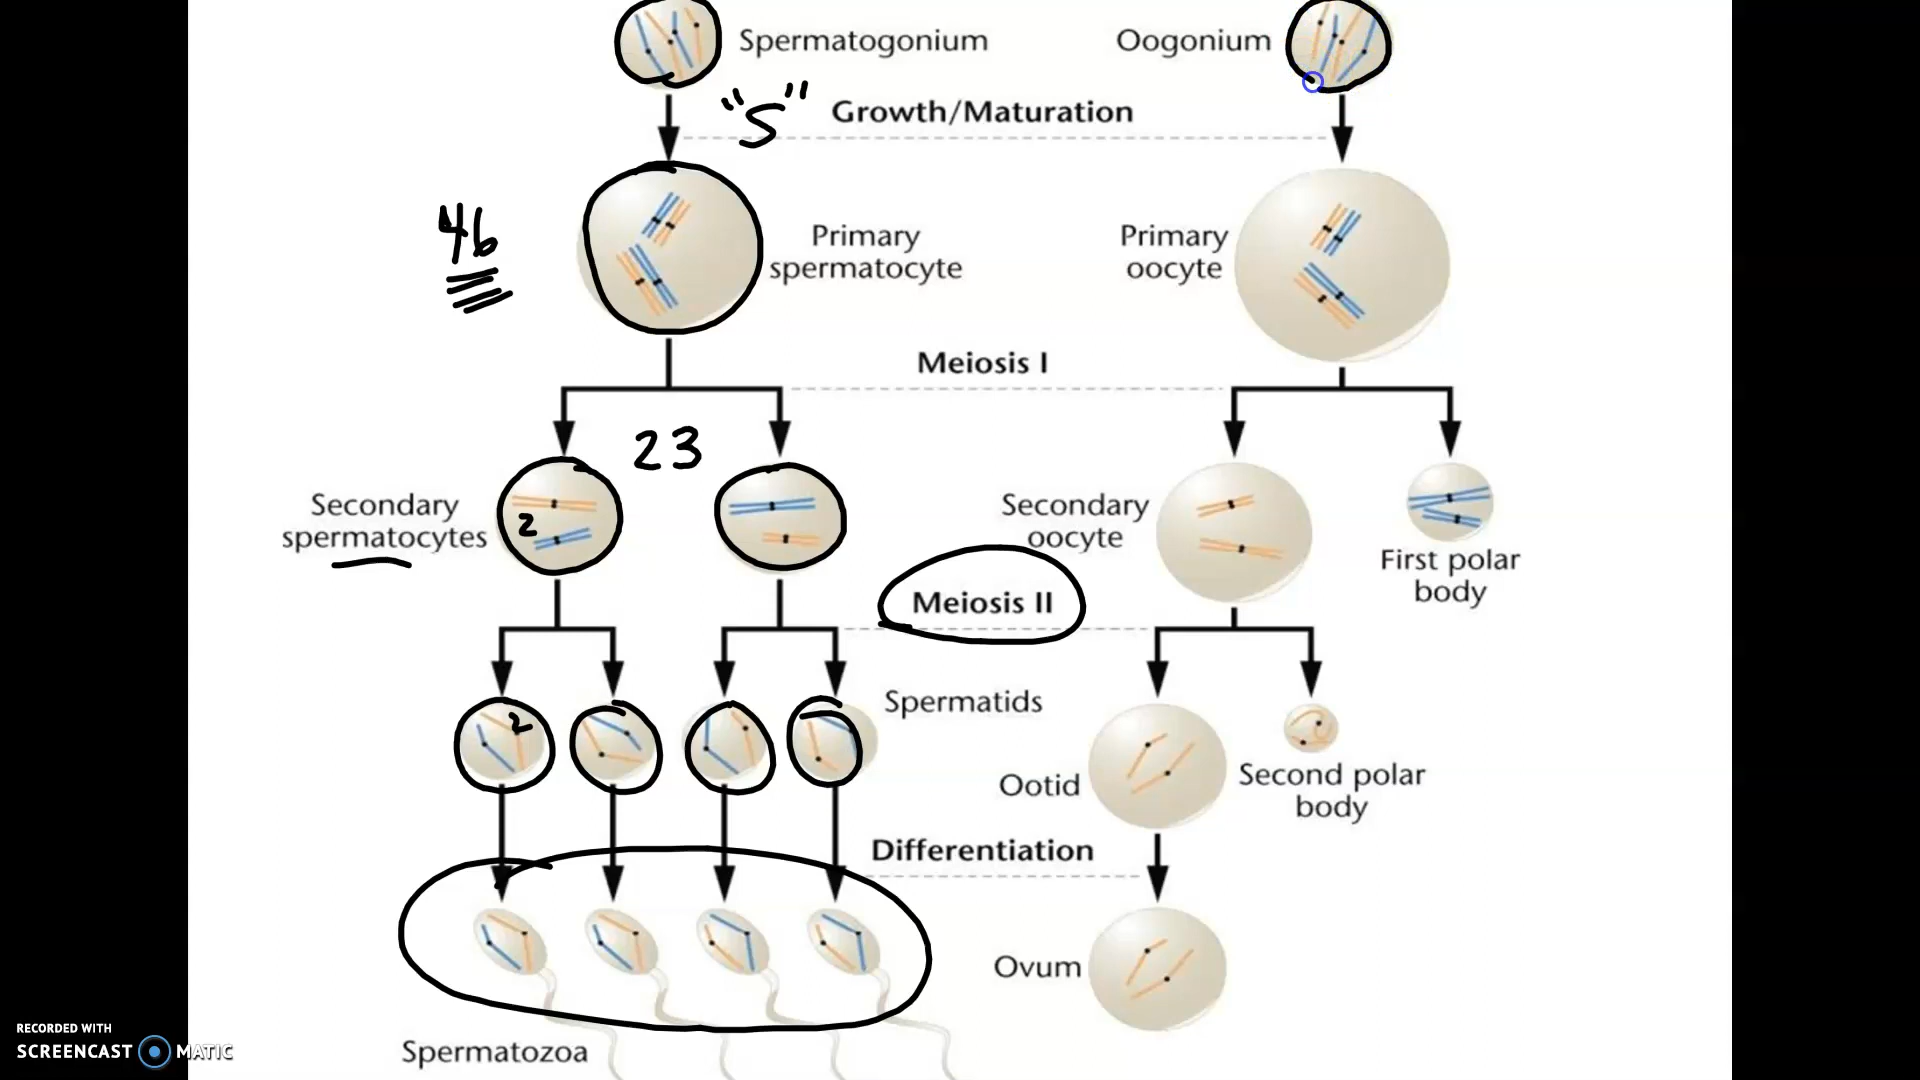 Spermatogonium
Oogonium
"S"
Growth/Maturation
46
Primary
spermatocyte
Primary
oocyte
Meiosis I
23
Secondary
spermatocytes
2
Secondary
oocyte
First polar
body
Meiosis II
2
Spermatids
Ootid
Second polar
body
Differentiation
Ovum
Spermatozoa
RECORDED WITH
SCREENCAST MATIC